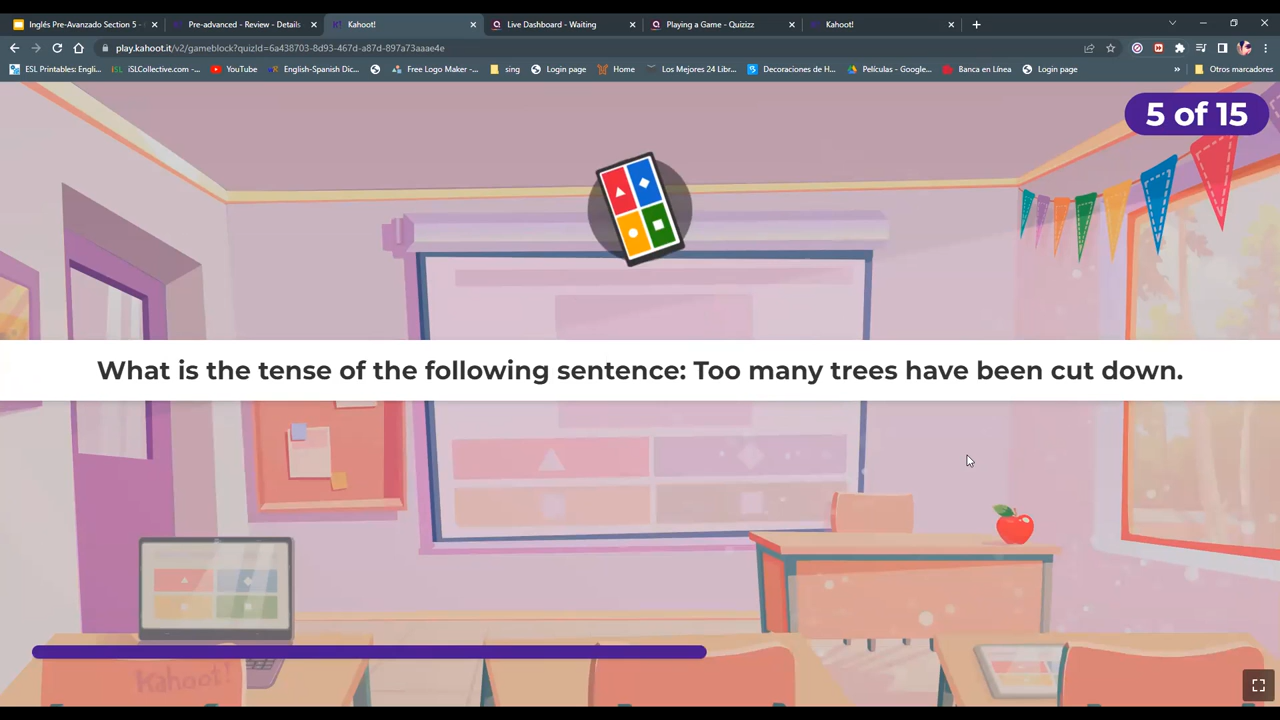 Inglés Pre-Avanzado Section 5 -
Pre-advanced - Review - Details
Kahoot!
Live Dashboard - Waiting
Playing a Game - Quizizz
Kahoot!
play.kahoot.it/v2/gameblock?quizId=6a438703-8d93-467d-a87d-897a73aaae4e
ESL Printables: Engli...
iSLCollective.com -...
YouTube
English-Spanish Dic...
Free Logo Maker -...
sing
Login page
Home
Los Mejores 24 Libr...
Decoraciones de H...
Películas - Google...
Banca en Línea
Login page
Otros marcadores
5 of 15
What is the tense of the following sentence: Too many trees have been cut down.
Kahoot!